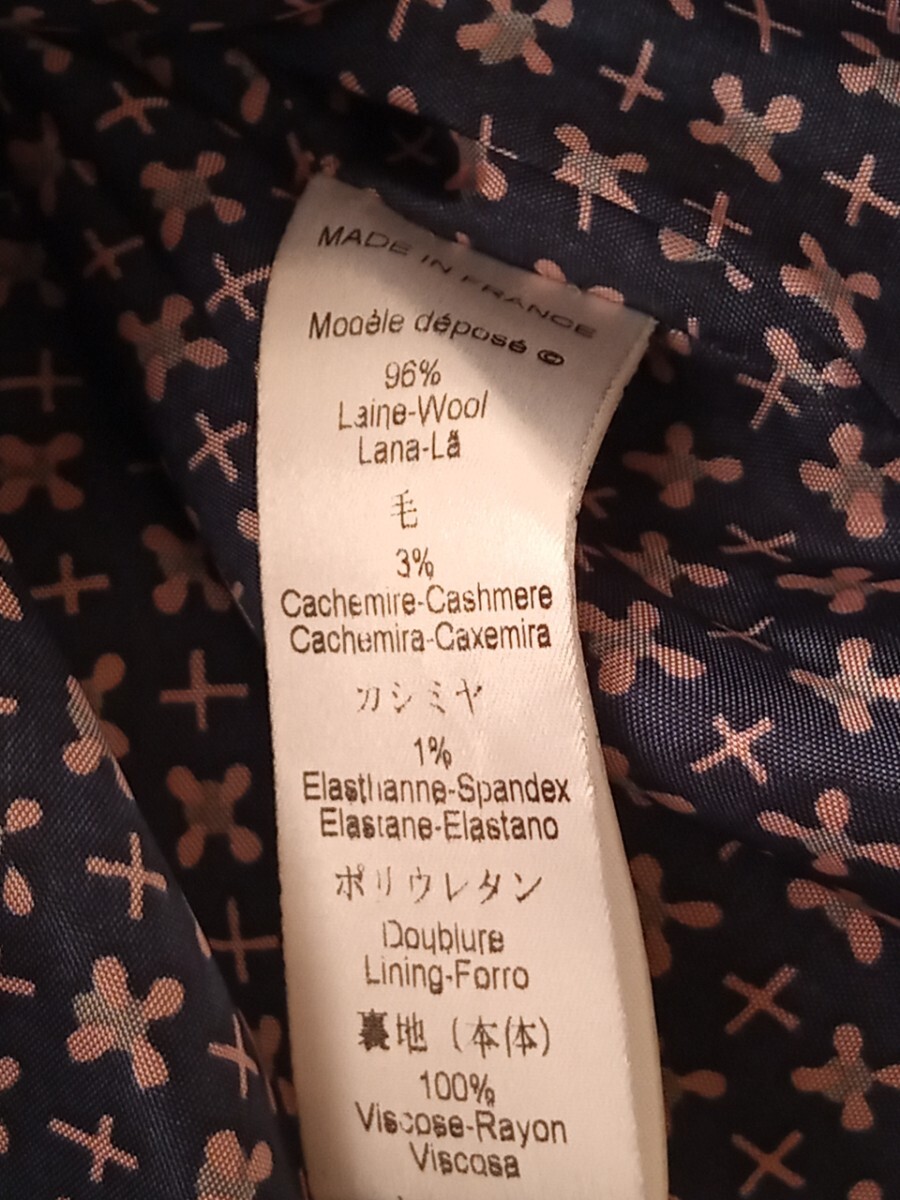 MADE IN FRANCE
Modèle déposé ©
96%
Laine-Wool
Lana-Lã
毛
3%
Cachemire-Cashmere
Cachemira-Caxemira
カシミヤ
1%
Elasthanne-Spandex
Elastane-Elastano
ポリウレタン
Doublure
Lining-Forro
裏地 (本体)
100%
Viscose-Rayon
Viscosa